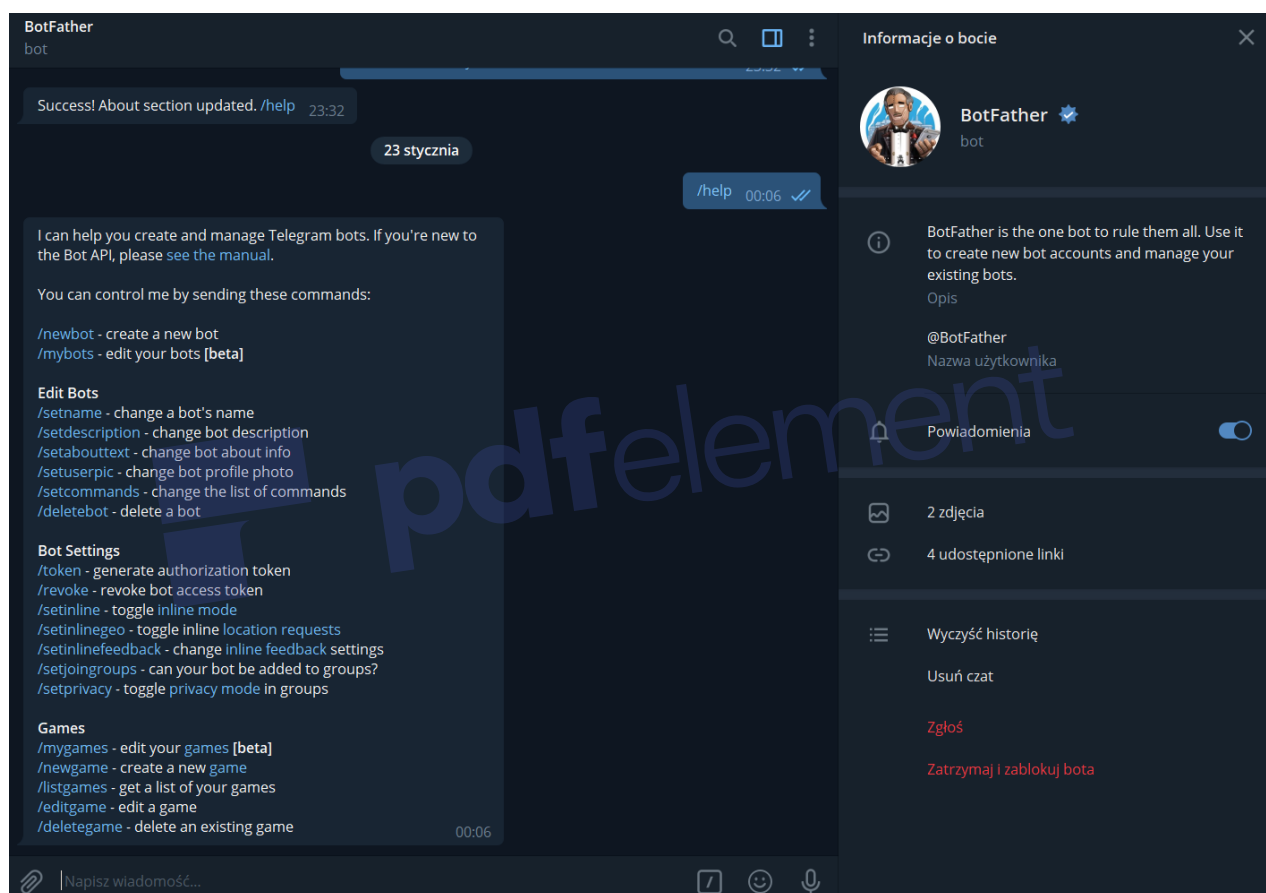 BotFather
bot
23:32
Success! About section updated. /help 23:32
23 stycznia
/help 00:06
I can help you create and manage Telegram bots. If you're new to
the Bot API, please see the manual.
You can control me by sending these commands:
/newbot - create a new bot
/mybots - edit your bots [beta]
Edit Bots
/setname - change a bot's name
/setdescription - change bot description
/setabouttext - change bot about info
/setuserpic - change bot profile photo
/setcommands - change the list of commands
/deletebot - delete a bot
Bot Settings
/token - generate authorization token
/revoke - revoke bot access token
/setinline - toggle inline mode
/setinlinegeo - toggle inline location requests
/setinlinefeedback - change inline feedback settings
/setjoingroups - can your bot be added to groups?
/setprivacy - toggle privacy mode in groups
Games
/mygames - edit your games [beta]
/newgame - create a new game
/listgames - get a list of your games
/editgame - edit a game
/deletegame - delete an existing game
00:06
Napisz wiadomość...
Informacje o bocie
BotFather
bot
BotFather is the one bot to rule them all. Use it
to create new bot accounts and manage your
existing bots.
Opis
@BotFather
Nazwa użytkownika
Powiadomienia
2 zdjęcia
4 udostępnione linki
Wyczyść historię
Usuń czat
Zgłoś
Zatrzymaj i zablokuj bota
pdfelement